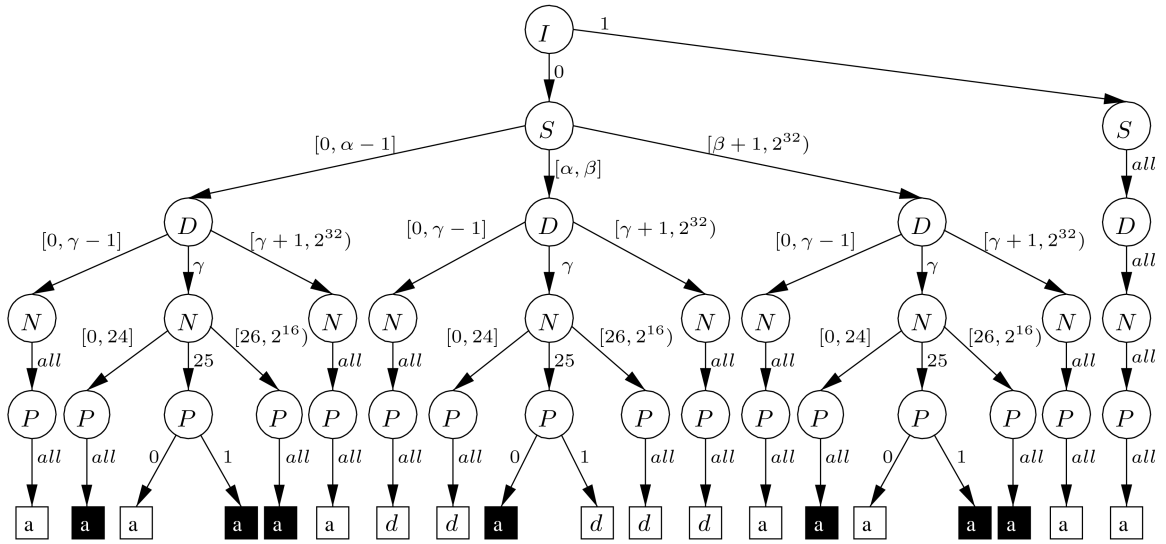 I 1
0
S S
[0, α − 1] [α, β] [β + 1, 2^32) all
D D D D
[0, γ − 1] γ [γ + 1, 2^32) [0, γ − 1] γ [γ + 1, 2^32) [0, γ − 1] γ [γ + 1, 2^32) all
N N N N N N N N N N
all [0, 24] 25 [26, 2^16) all all [0, 24] 25 [26, 2^16) all all [0, 24] 25 [26, 2^16) all all
P P P P P P P P P P P P P P P P
all all 0 1 all all all all 0 1 all all all all 0 1 all all all
a a a a a a d d a d d d a a a a a a a